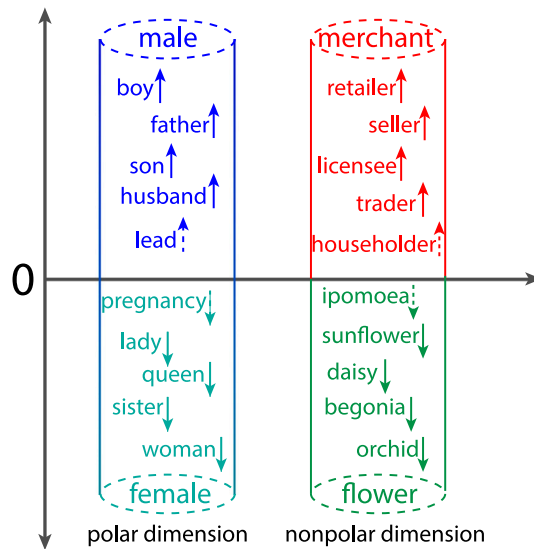 male
boy
father
son
husband
lead
0
pregnancy
lady
queen
sister
woman
female
polar dimension
merchant
retailer
seller
licensee
trader
householder
ipomoea
sunflower
daisy
begonia
orchid
flower
nonpolar dimension